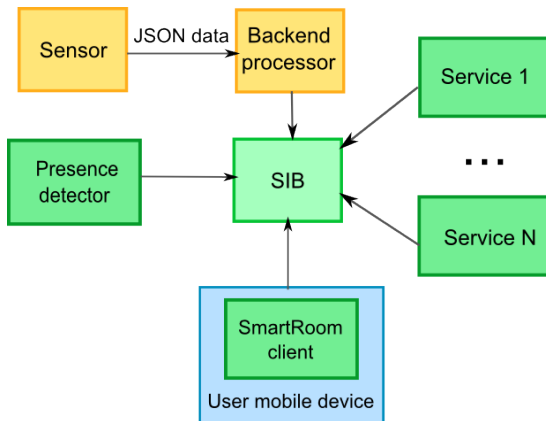 JSON data
Sensor
Backend
processor
Service 1
Presence
detector
SIB
...
Service N
SmartRoom
client
User mobile device